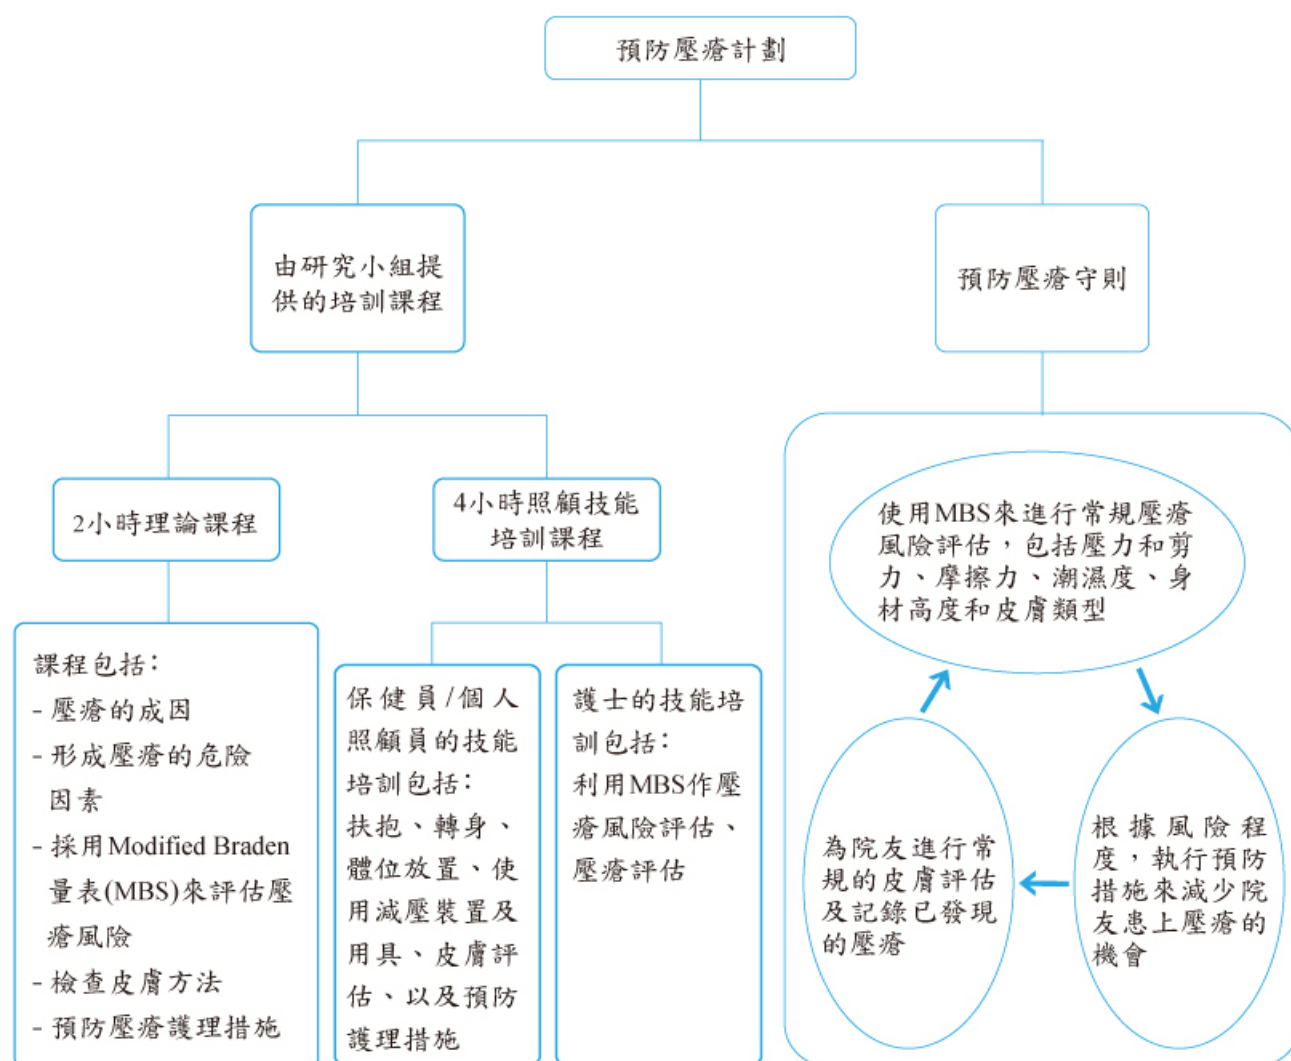 預防壓瘡計劃
由研究小組提
供的培訓課程
預防壓瘡守則
2小時理論課程
4小時照顧技能
培訓課程
課程包括：
- 壓瘡的成因
- 形成壓瘡的危險
因素
- 採用Modified Braden
量表(MBS)來評估壓
瘡風險
- 檢查皮膚方法
- 預防壓瘡護理措施
保健員/個人
照顧員的技能
培訓包括：
扶抱、轉身、
體位放置、使
用減壓裝置及
用具、皮膚評
估、以及預防
護理措施
護士的技能培
訓包括：
利用MBS作壓
瘡風險評估、
壓瘡評估
使用MBS來進行常規壓瘡
風險評估，包括壓力和剪
力、摩擦力、潮濕度、身
材高度和皮膚類型
根據風險程
度，執行預防
措施來減少院
友患上壓瘡的
機會
為院友進行常
規的皮膚評估
及記錄已發現
的壓瘡